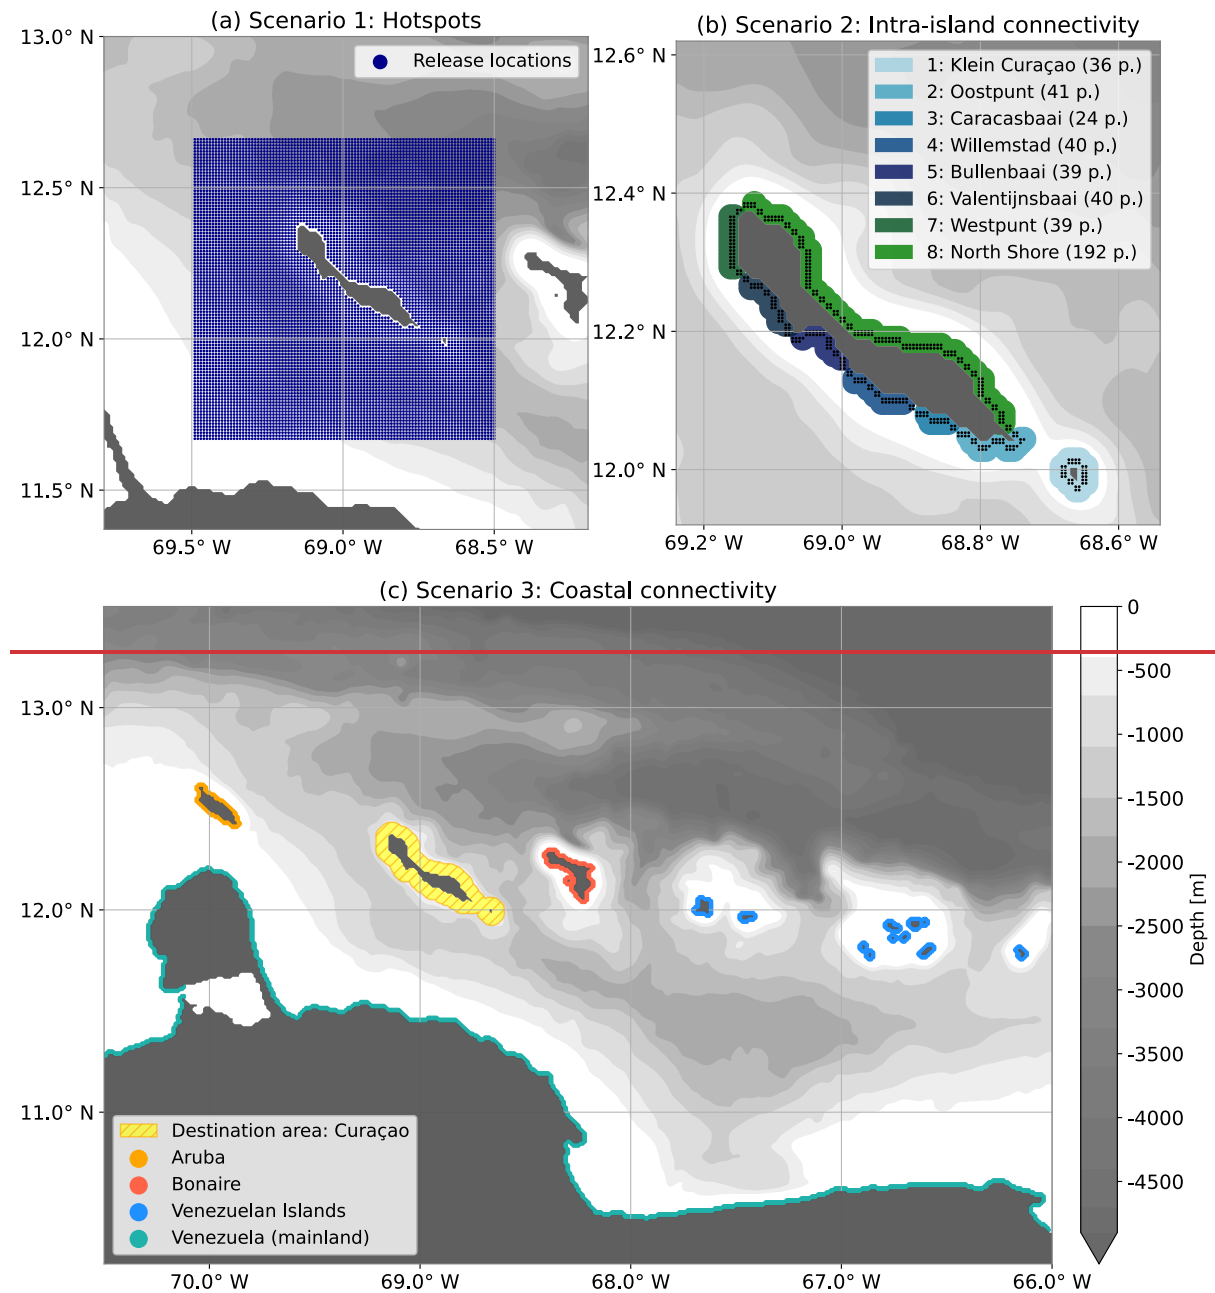 (a) Scenario 1: Hotspots
13.0° N
12.5° N
12.0° N
11.5° N
69.5° W
69.0° W
68.5° W
Release locations
(b) Scenario 2: Intra-island connectivity
12.6° N
12.4° N
12.2° N
12.0° N
69.2° W
69.0° W
68.8° W
68.6° W
1: Klein Curaçao (36 p.)
2: Oostpunt (41 p.)
3: Caracasbaai (24 p.)
4: Willemstad (40 p.)
5: Bullenbaai (39 p.)
6: Valentijnsbaai (40 p.)
7: Westpunt (39 p.)
8: North Shore (192 p.)
(c) Scenario 3: Coastal connectivity
13.0° N
12.0° N
11.0° N
70.0° W
69.0° W
68.0° W
67.0° W
66.0° W
Destination area: Curaçao
Aruba
Bonaire
Venezuelan Islands
Venezuela (mainland)
0
-500
-1000
-1500
-2000
-2500
-3000
-3500
-4000
-4500
Depth [m]